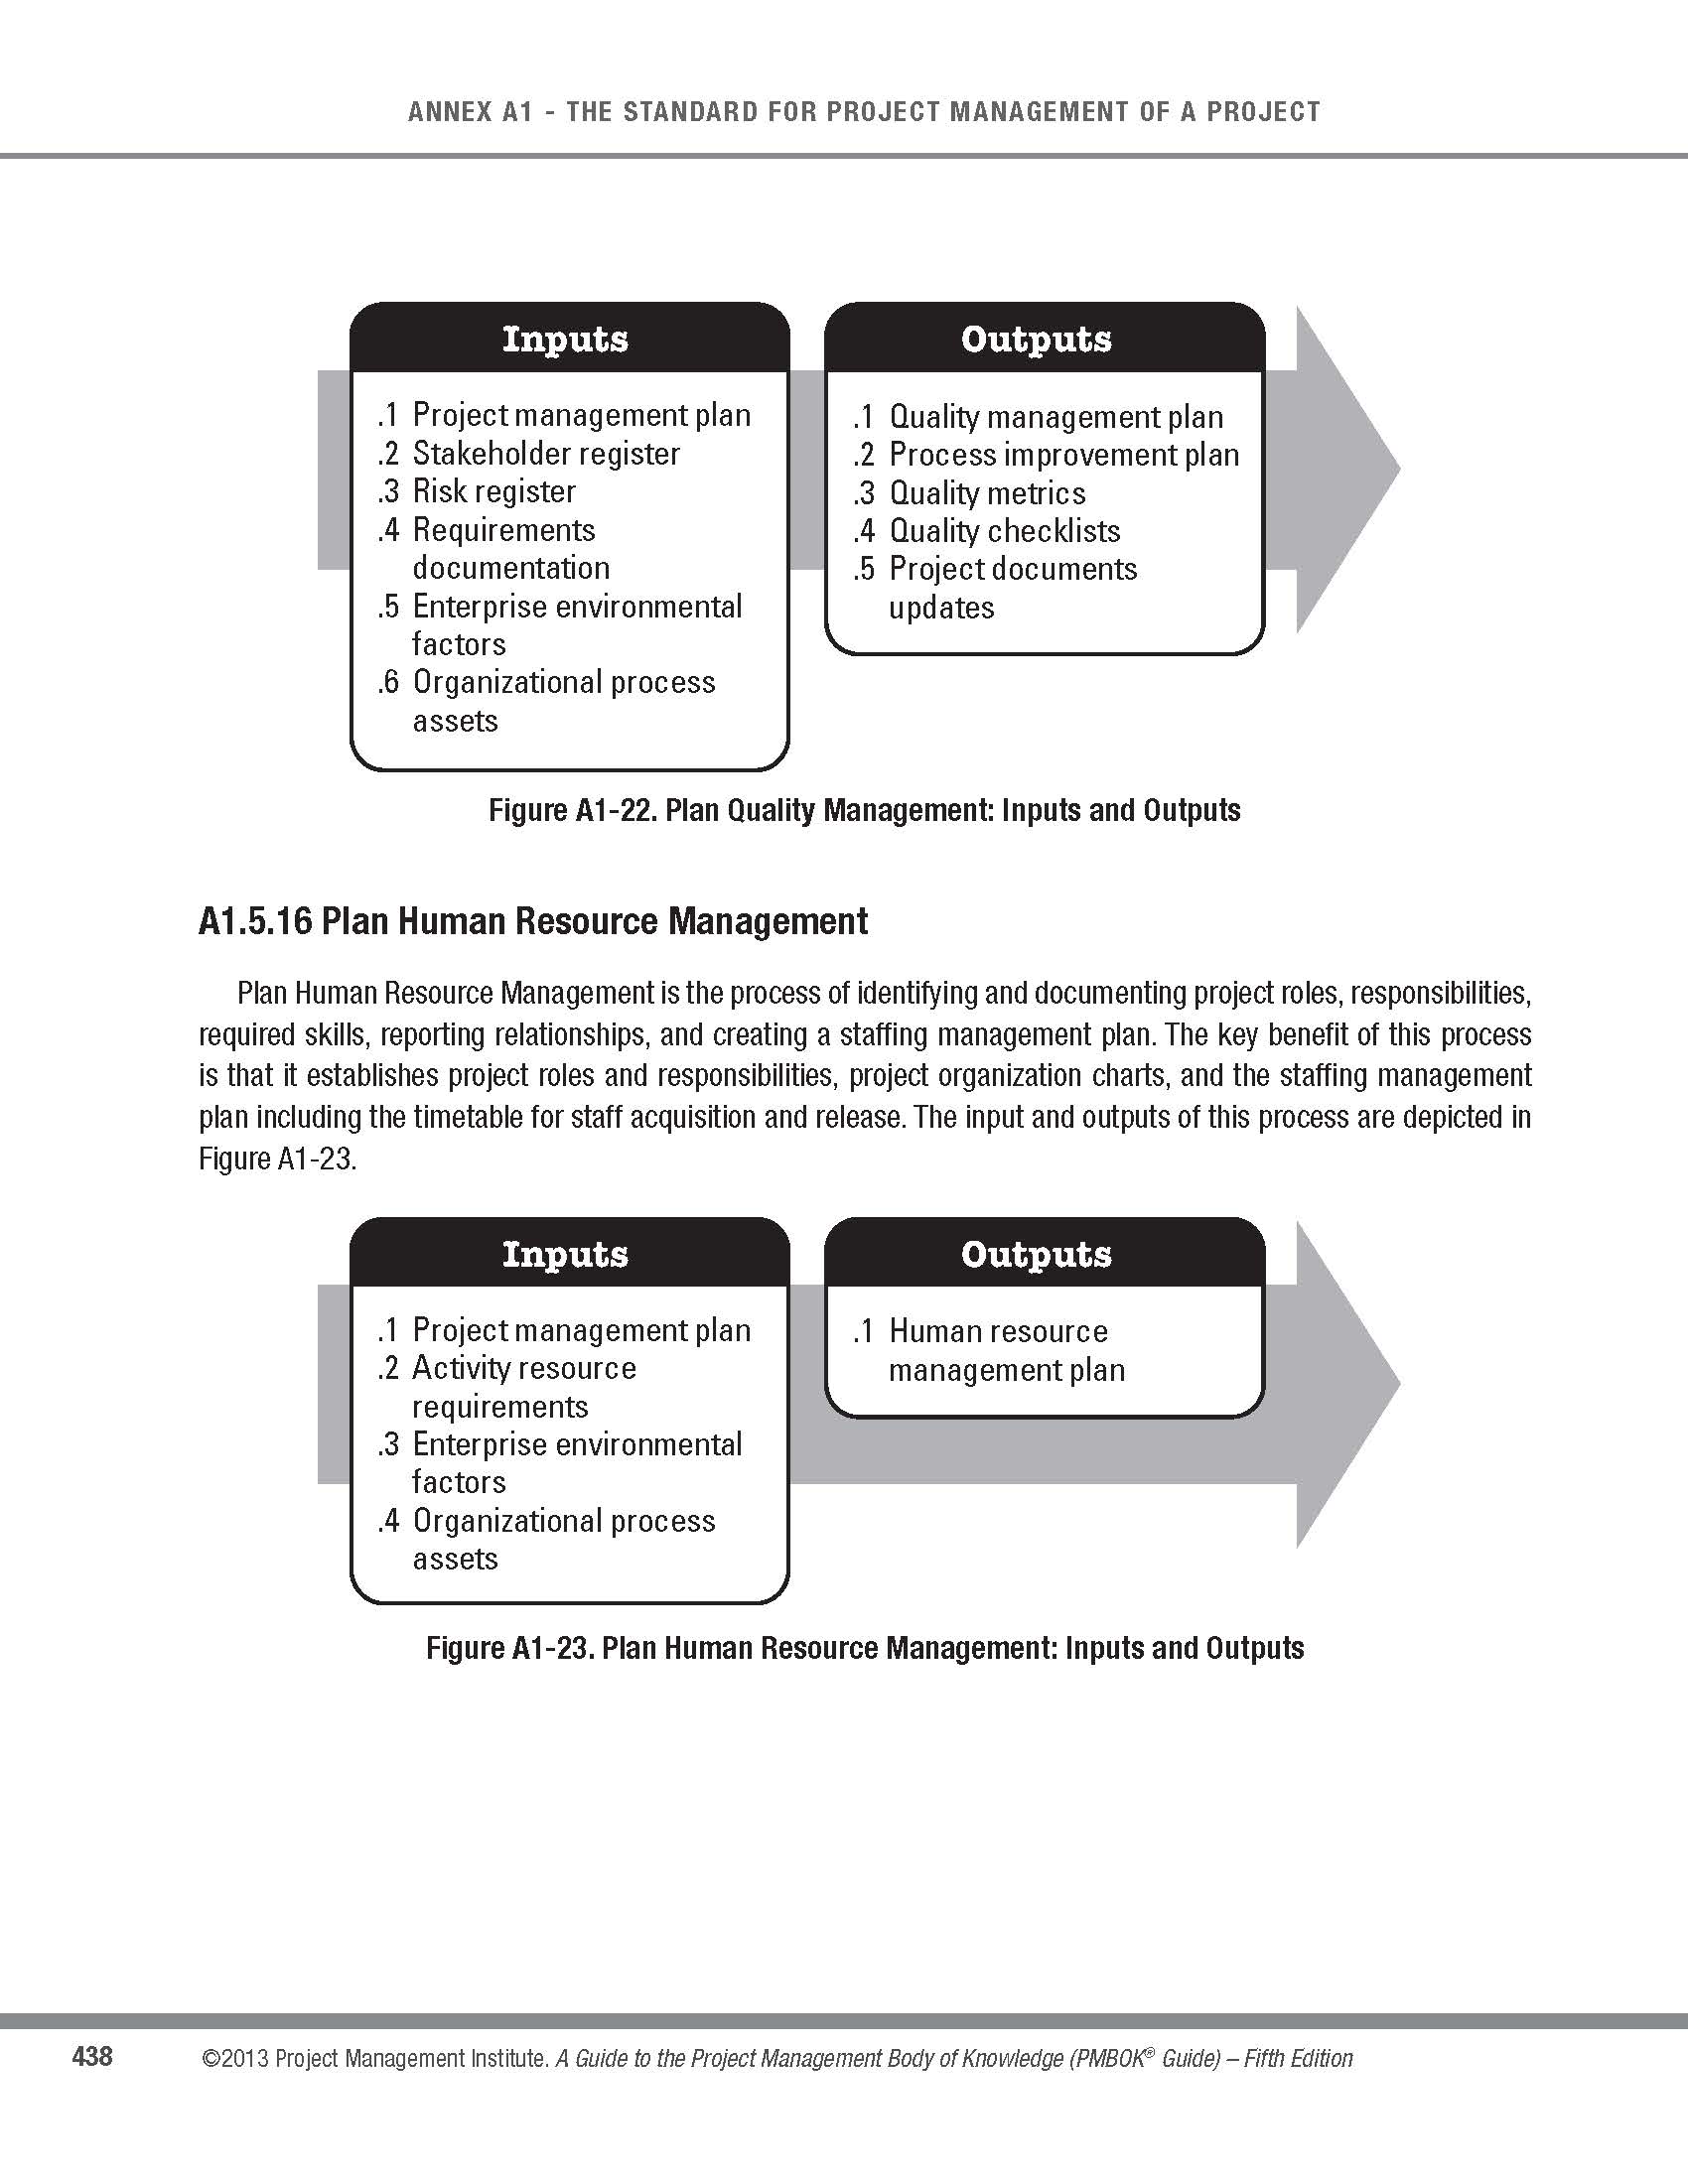 ANNEX A1 - THE STANDARD FOR PROJECT MANAGEMENT OF A PROJECT
Inputs
.1 Project management plan
.2 Stakeholder register
.3 Risk register
.4 Requirements
documentation
.5 Enterprise environmental
factors
.6 Organizational process
assets
Outputs
.1 Quality management plan
.2 Process improvement plan
.3 Quality metrics
.4 Quality checklists
.5 Project documents
updates
Figure A1-22. Plan Quality Management: Inputs and Outputs
A1.5.16 Plan Human Resource Management
Plan Human Resource Management is the process of identifying and documenting project roles, responsibilities,
required skills, reporting relationships, and creating a staffing management plan. The key benefit of this process
is that it establishes project roles and responsibilities, project organization charts, and the staffing management
plan including the timetable for staff acquisition and release. The input and outputs of this process are depicted in
Figure A1-23.
Inputs
.1 Project management plan
.2 Activity resource
requirements
.3 Enterprise environmental
factors
.4 Organizational process
assets
Outputs
.1 Human resource
management plan
Figure A1-23. Plan Human Resource Management: Inputs and Outputs
438 ©2013 Project Management Institute. A Guide to the Project Management Body of Knowledge (PMBOK® Guide) – Fifth Edition